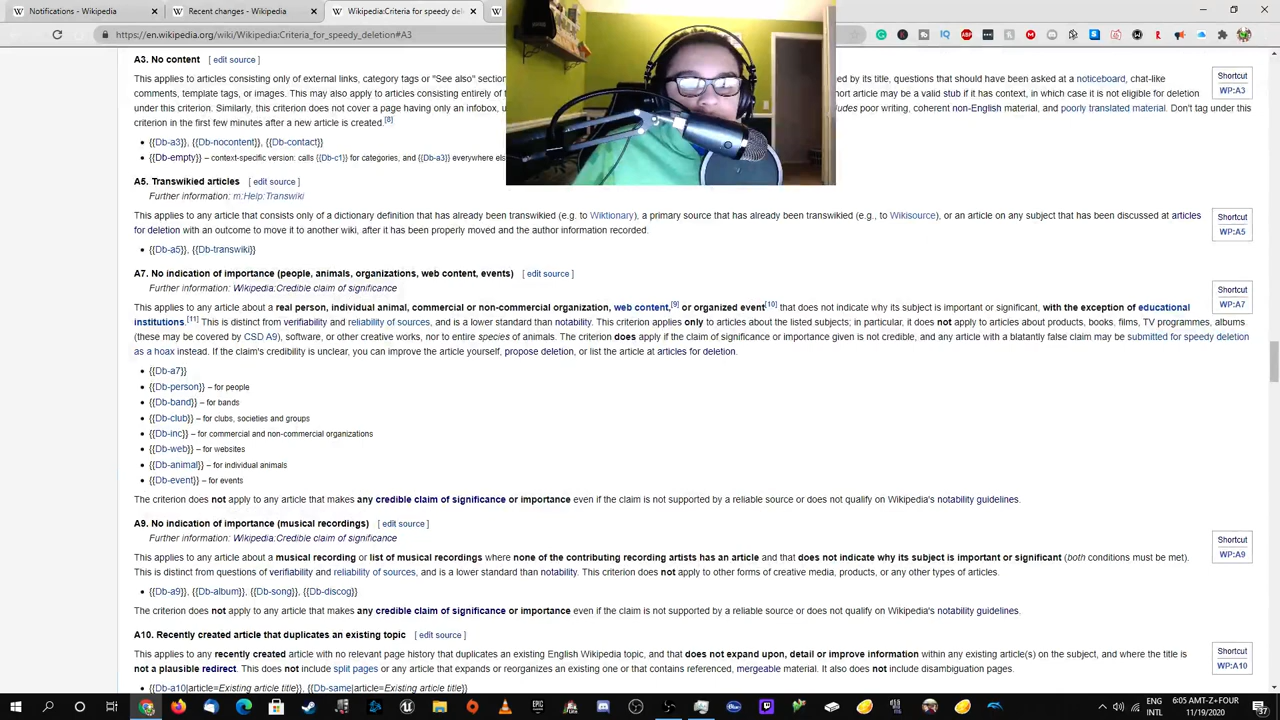 Notifications - Wikipedia
Recent changes - Wikipedia
Wikipedia:Criteria for speedy del
https://en.wikipedia.org/wiki/Wikipedia:Criteria_for_speedy_deletion#A3
A3. No content [ edit source ]
This applies to articles consisting only of external links, category tags or "See also" section ed by its title, questions that should have been asked at a noticeboard, chat-like
comments, template tags, or images. This may also apply to articles consisting entirely of t hort article may be a valid stub if it has context, in which case it is not eligible for deletion
under this criterion. Similarly, this criterion does not cover a page having only an infobox, u ludes poor writing, coherent non-English material, and poorly translated material. Don't tag under this
criterion in the first few minutes after a new article is created.[8]
Shortcut
WP:A3
• {{Db-a3}}, {{Db-nocontent}}, {{Db-contact}}
• {{Db-empty}} – context-specific version: calls {{Db-c1}} for categories, and {{Db-a3}} everywhere els
A5. Transwikied articles [ edit source ]
Further information: m:Help:Transwiki
This applies to any article that consists only of a dictionary definition that has already been transwikied (e.g. to Wiktionary), a primary source that has already been transwikied (e.g., to Wikisource), or an article on any subject that has been discussed at articles
for deletion with an outcome to move it to another wiki, after it has been properly moved and the author information recorded.
Shortcut
WP:A5
• {{Db-a5}}, {{Db-transwiki}}
A7. No indication of importance (people, animals, organizations, web content, events) [ edit source ]
Further information: Wikipedia:Credible claim of significance
This applies to any article about a real person, individual animal, commercial or non-commercial organization, web content,[9] or organized event[10] that does not indicate why its subject is important or significant, with the exception of educational
institutions.[11] This is distinct from verifiability and reliability of sources, and is a lower standard than notability. This criterion applies only to articles about the listed subjects; in particular, it does not apply to articles about products, books, films, TV programmes, albums
(these may be covered by CSD A9), software, or other creative works, nor to entire species of animals. The criterion does apply if the claim of significance or importance given is not credible, and any article with a blatantly false claim may be submitted for speedy deletion
as a hoax instead. If the claim's credibility is unclear, you can improve the article yourself, propose deletion, or list the article at articles for deletion.
Shortcut
WP:A7
• {{Db-a7}}
• {{Db-person}} – for people
• {{Db-band}} – for bands
• {{Db-club}} – for clubs, societies and groups
• {{Db-inc}} – for commercial and non-commercial organizations
• {{Db-web}} – for websites
• {{Db-animal}} – for individual animals
• {{Db-event}} – for events
The criterion does not apply to any article that makes any credible claim of significance or importance even if the claim is not supported by a reliable source or does not qualify on Wikipedia's notability guidelines.
A9. No indication of importance (musical recordings) [ edit source ]
Further information: Wikipedia:Credible claim of significance
This applies to any article about a musical recording or list of musical recordings where none of the contributing recording artists has an article and that does not indicate why its subject is important or significant (both conditions must be met).
This is distinct from questions of verifiability and reliability of sources, and is a lower standard than notability. This criterion does not apply to other forms of creative media, products, or any other types of articles.
Shortcut
WP:A9
• {{Db-a9}}, {{Db-album}}, {{Db-song}}, {{Db-discog}}
The criterion does not apply to any article that makes any credible claim of significance or importance even if the claim is not supported by a reliable source or does not qualify on Wikipedia's notability guidelines.
A10. Recently created article that duplicates an existing topic [ edit source ]
This applies to any recently created article with no relevant page history that duplicates an existing English Wikipedia topic, and that does not expand upon, detail or improve information within any existing article(s) on the subject, and where the title is
not a plausible redirect. This does not include split pages or any article that expands or reorganizes an existing one or that contains referenced, mergeable material. It also does not include disambiguation pages.
Shortcut
WP:A10
• {{Db-a10|article=Existing article title}}, {{Db-same|article=Existing article title}}
EPIC
ENG
INTL
6:05 AMT-Z+FOUR
11/19/2020